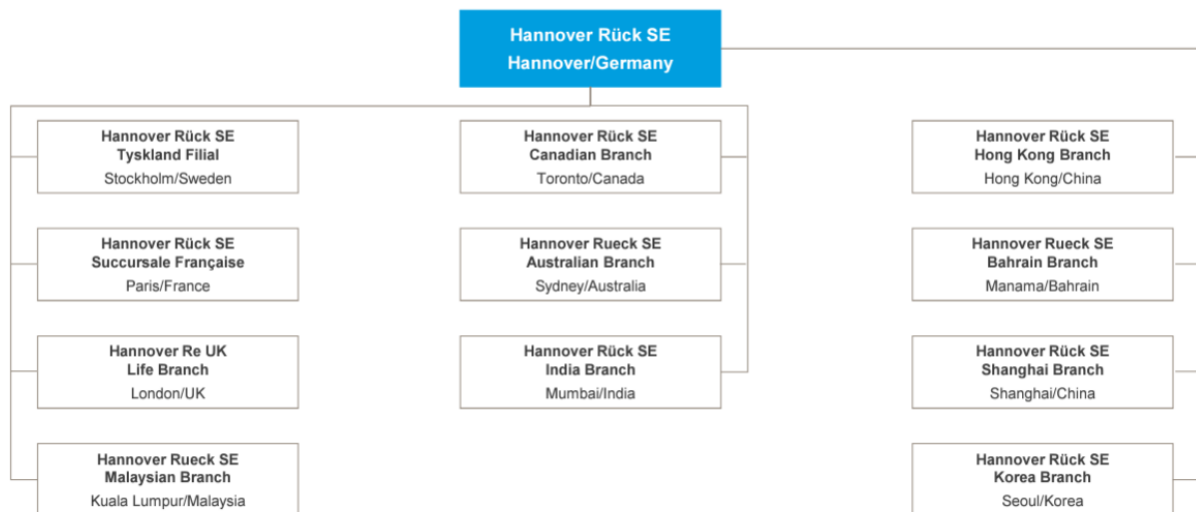 Hannover Rück SE
Hannover/Germany
Hannover Rück SE
Tyskland Filial
Stockholm/Sweden
Hannover Rück SE
Canadian Branch
Toronto/Canada
Hannover Rück SE
Hong Kong Branch
Hong Kong/China
Hannover Rück SE
Succursale Française
Paris/France
Hannover Rueck SE
Australian Branch
Sydney/Australia
Hannover Rueck SE
Bahrain Branch
Manama/Bahrain
Hannover Re UK
Life Branch
London/UK
Hannover Rück SE
India Branch
Mumbai/India
Hannover Rück SE
Shanghai Branch
Shanghai/China
Hannover Rueck SE
Malaysian Branch
Kuala Lumpur/Malaysia
Hannover Rück SE
Korea Branch
Seoul/Korea